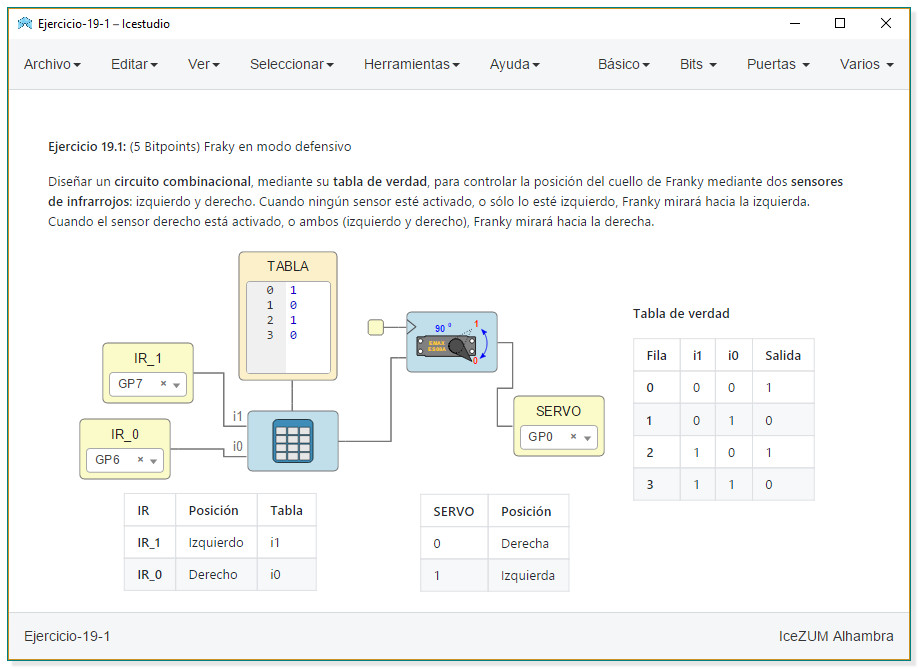 Ejercicio-19-1 – Icestudio
Archivo Editar Ver Seleccionar Herramientas Ayuda Básico Bits Puertas Varios
Ejercicio 19.1: (5 Bitpoints) Fraky en modo defensivo
Diseñar un circuito combinacional, mediante su tabla de verdad, para controlar la posición del cuello de Franky mediante dos sensores
de infrarrojos: izquierdo y derecho. Cuando ningún sensor esté activado, o sólo lo esté izquierdo, Franky mirará hacia la izquierda.
Cuando el sensor derecho está activado, o ambos (izquierdo y derecho), Franky mirará hacia la derecha.
TABLA
0 1
1 0
2 1
3 0
IR_1
GP7 ×
IR_0
GP6 ×
i1
i0
90 º
1
0
EMAX
ES08A
SERVO
GP0 ×
Tabla de verdad
Fila i1 i0 Salida
0 0 0 1
1 0 1 0
2 1 0 1
3 1 1 0
IR Posición Tabla
IR_1 Izquierdo i1
IR_0 Derecho i0
SERVO Posición
0 Derecha
1 Izquierda
Ejercicio-19-1
IceZUM Alhambra